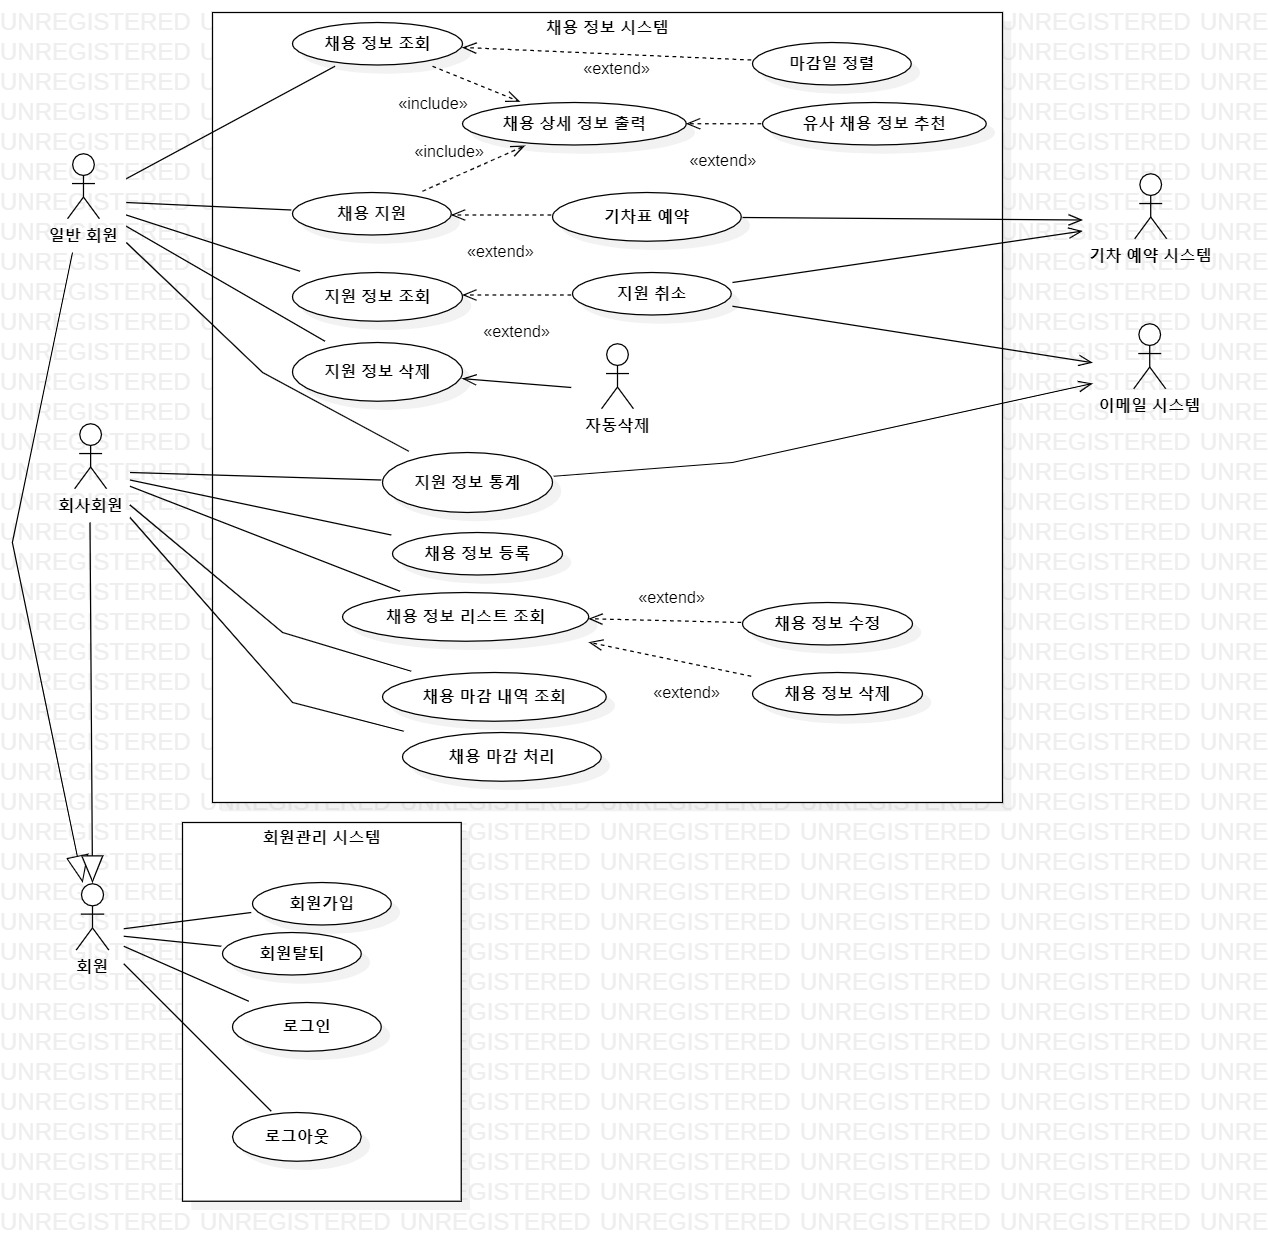 채용 정보 시스템
채용 정보 조회
마감일 정렬
«extend»
«include»
채용 상세 정보 출력
유사 채용 정보 추천
«include»
«extend»
일반 회원
채용 지원
기차표 예약
기차 예약 시스템
«extend»
지원 정보 조회
지원 취소
«extend»
지원 정보 삭제
자동삭제
이메일 시스템
회사회원
지원 정보 통계
채용 정보 등록
채용 정보 리스트 조회
«extend»
채용 정보 수정
채용 마감 내역 조회
«extend»
채용 정보 삭제
채용 마감 처리
회원관리 시스템
회원
회원가입
회원탈퇴
로그인
로그아웃